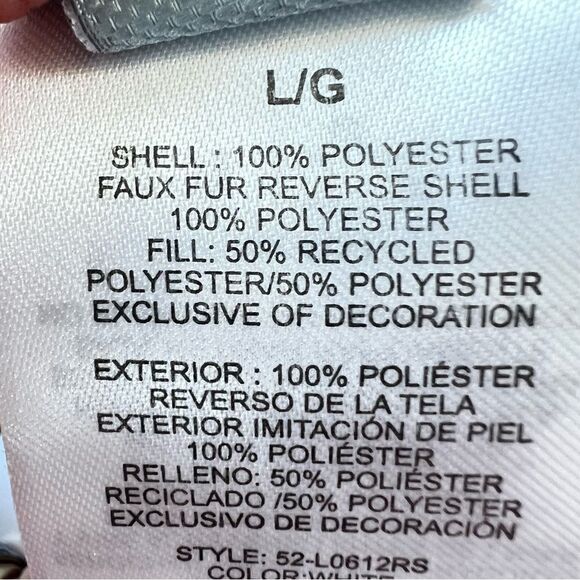 L/G
SHELL : 100% POLYESTER
FAUX FUR REVERSE SHELL
100% POLYESTER
FILL: 50% RECYCLED
POLYESTER/50% POLYESTER
EXCLUSIVE OF DECORATION
EXTERIOR : 100% POLIÉSTER
REVERSO DE LA TELA
EXTERIOR IMITACIÓN DE PIEL
100% POLIÉSTER
RELLENO: 50% POLIÉSTER
RECICLADO /50% POLYESTER
EXCLUSIVO DE DECORACIÓN
STYLE: 52-L0612RS
COLOR:WHITE